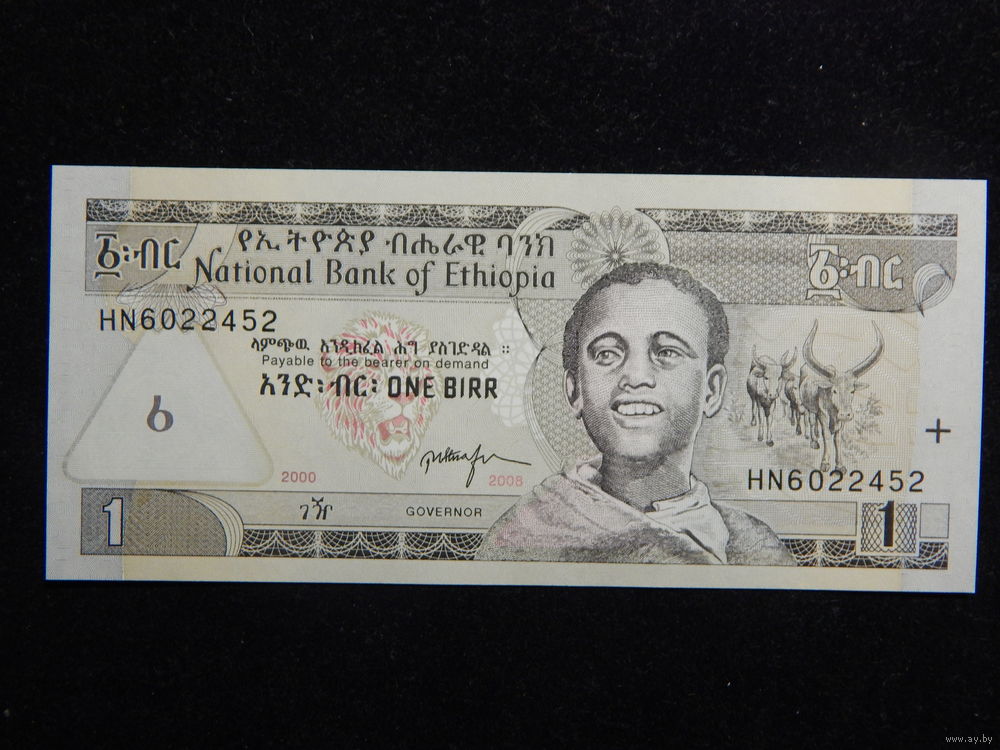 ፩፡ብር
የኢትዮጵያ ብሔራዊ ባንክ
፩፡ብር
National Bank of Ethiopia
HN6022452
ላምጭው እንዲከፈል ሕግ ያስገድዳል ።
Payable to the bearer on demand
አንድ፡ ብር፡ ONE BIRR
2000 2008
HN6022452
ገዥ GOVERNOR
1 1
www.ay.by